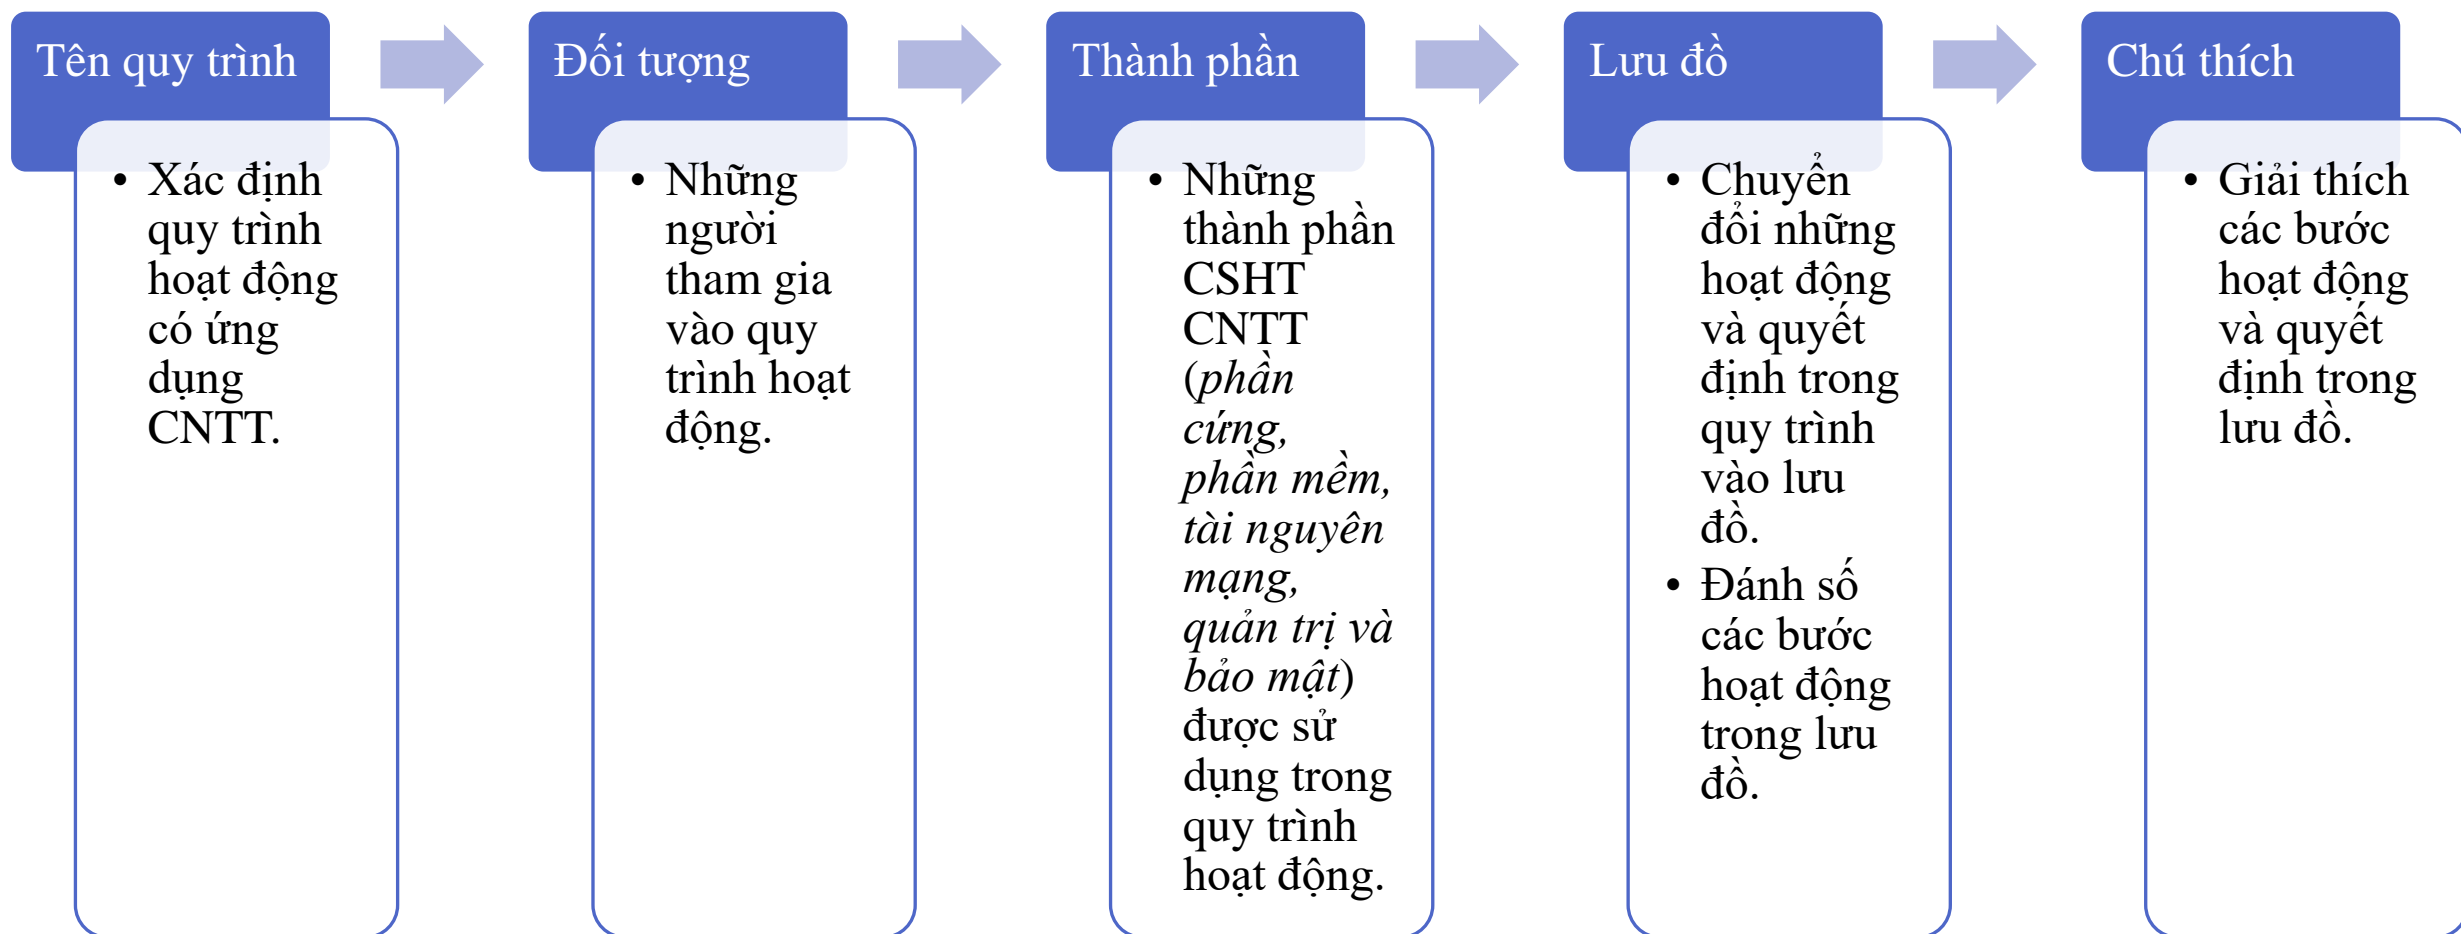 Tên quy trình
• Xác định
quy trình
hoạt động
có ứng
dụng
CNTT.
Đối tượng
• Những
người
tham gia
vào quy
trình hoạt
động.
Thành phần
• Những
thành phần
CSHT
CNTT
(phần
cứng,
phần mềm,
tài nguyên
mạng,
quản trị và
bảo mật)
được sử
dụng trong
quy trình
hoạt động.
Lưu đồ
• Chuyển
đổi những
hoạt động
và quyết
định trong
quy trình
vào lưu
đồ.
• Đánh số
các bước
hoạt động
trong lưu
đồ.
Chú thích
• Giải thích
các bước
hoạt động
và quyết
định trong
lưu đồ.